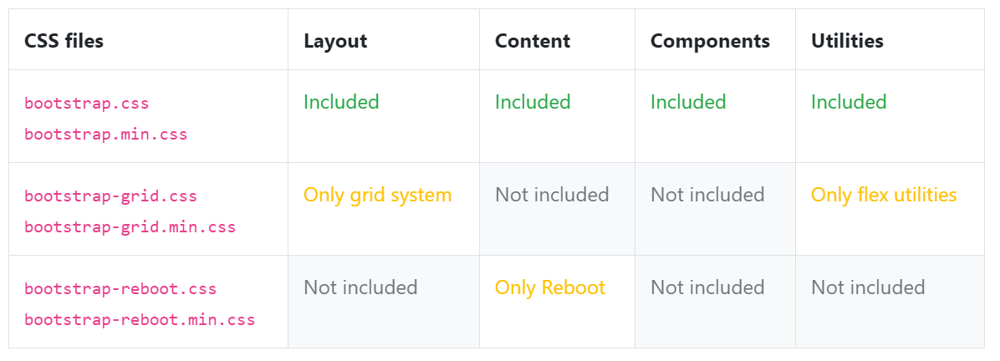 CSS files Layout Content Components Utilities
bootstrap.css Included Included Included Included
bootstrap.min.css
bootstrap-grid.css Only grid system Not included Not included Only flex utilities
bootstrap-grid.min.css
bootstrap-reboot.css Not included Only Reboot Not included Not included
bootstrap-reboot.min.css